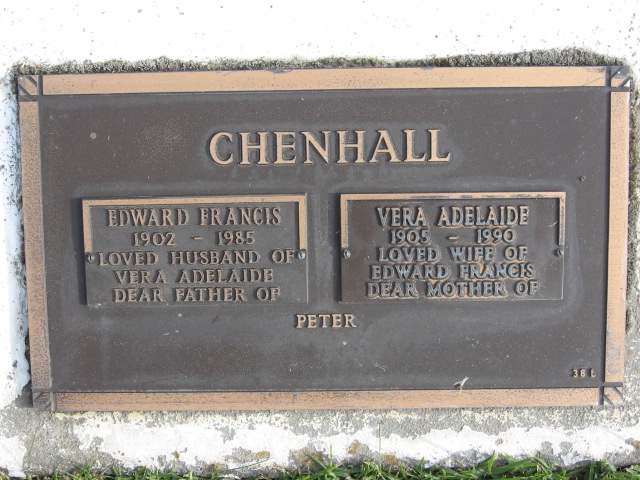 CHENHALL
EDWARD FRANCIS
1902 - 1985
LOVED HUSBAND OF
VERA ADELAIDE
DEAR FATHER OF
VERA ADELAIDE
1905 - 1990
LOVED WIFE OF
EDWARD FRANCIS
DEAR MOTHER OF
PETER
38 L